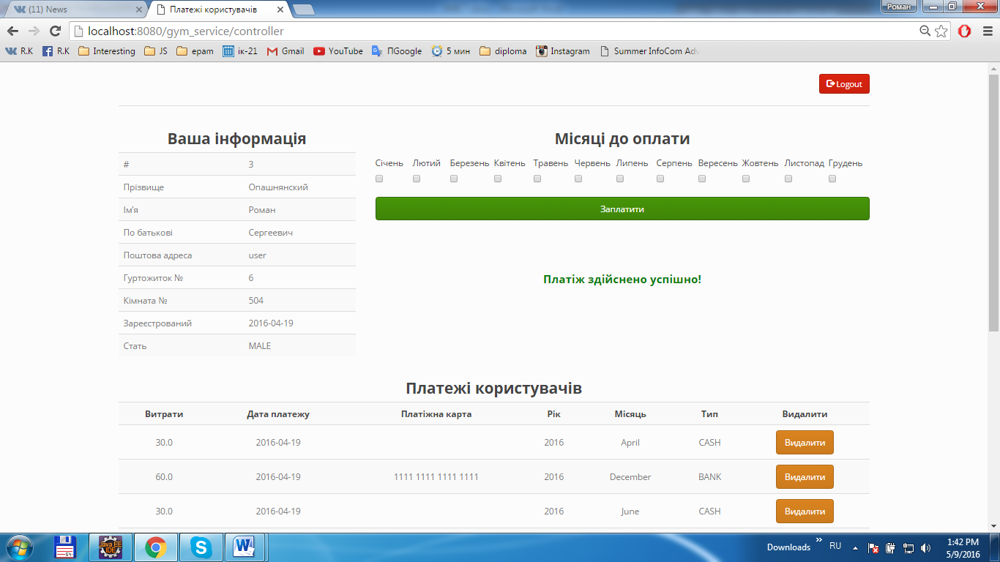 (11) News
Платежі користувачів
Роман
localhost:8080/gym_service/controller
R.K R.K Interesting JS epam ік-21 Gmail YouTube ПGoogle 5 мин diploma Instagram Summer InfoCom Adv
Logout
Ваша інформація
# 3
Прізвище Опашнянский
Ім'я Роман
По батькові Сергеевич
Поштова адреса user
Гуртожиток № 6
Кімната № 504
Зареєстрований 2016-04-19
Стать MALE
Місяці до оплати
Січень Лютий Березень Квітень Травень Червень Липень Серпень Вересень Жовтень Листопад Грудень
Заплатити
Платіж здійснено успішно!
Платежі користувачів
Витрати Дата платежу Платіжна карта Рік Місяць Тип Видалити
30.0 2016-04-19 2016 April CASH Видалити
60.0 2016-04-19 1111 1111 1111 1111 2016 December BANK Видалити
30.0 2016-04-19 2016 June CASH Видалити
64
Java EE
IDE
Downloads
RU
1:42 PM
5/9/2016